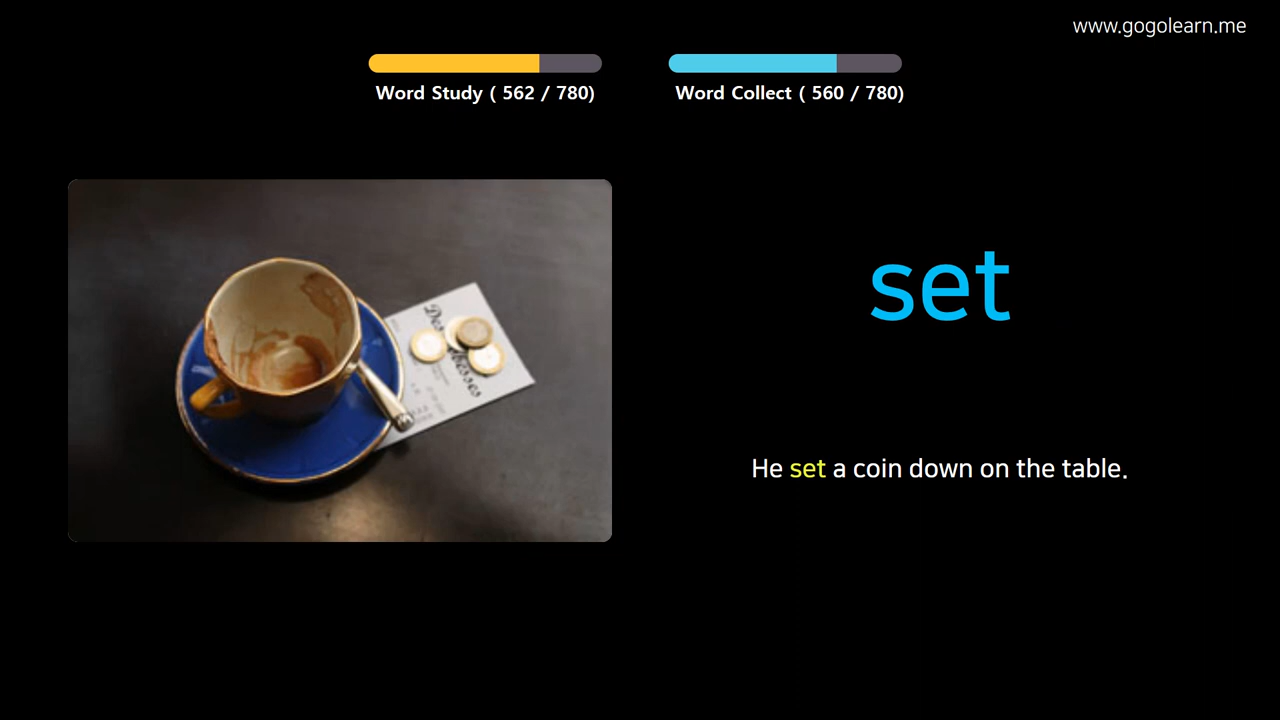 www.gogolearn.me
Word Study ( 562 / 780)
Word Collect ( 560 / 780)
set
He set a coin down on the table.